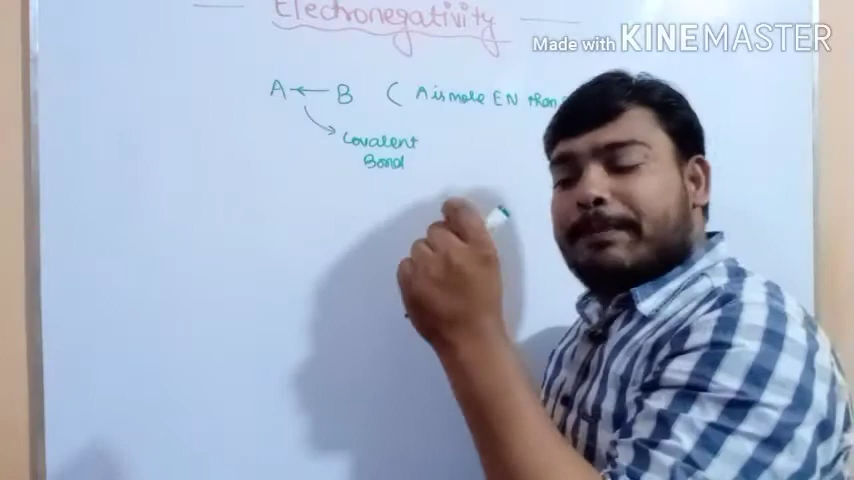 Electronegativity
Made with KINEMASTER
A ← B ( A is more EN than
Covalent
Bond